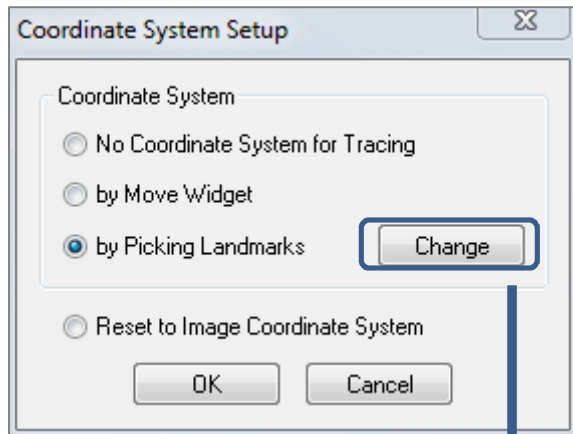 Coordinate System Setup
Coordinate System
No Coordinate System for Tracing
by Move Widget
by Picking Landmarks Change
Reset to Image Coordinate System
OK Cancel